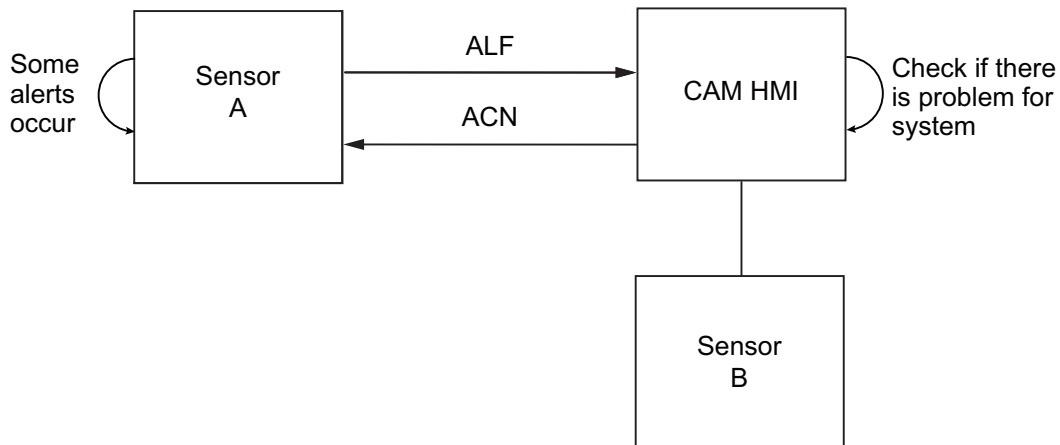 Some
alerts
occur
Sensor
A
ALF
ACN
CAM HMI
Check if there
is problem for
system
Sensor
B